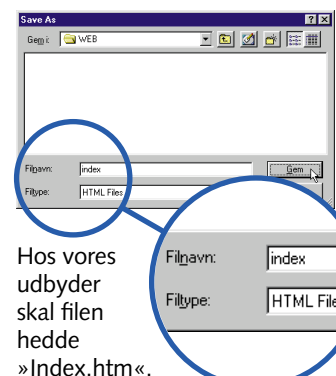 Save As
Gem i: WEB
Filnavn: index Gem
Filtype: HTML Files
Filnavn: index
Filtype: HTML File
Hos vores
udbyder
skal filen
hedde
»Index.htm«.